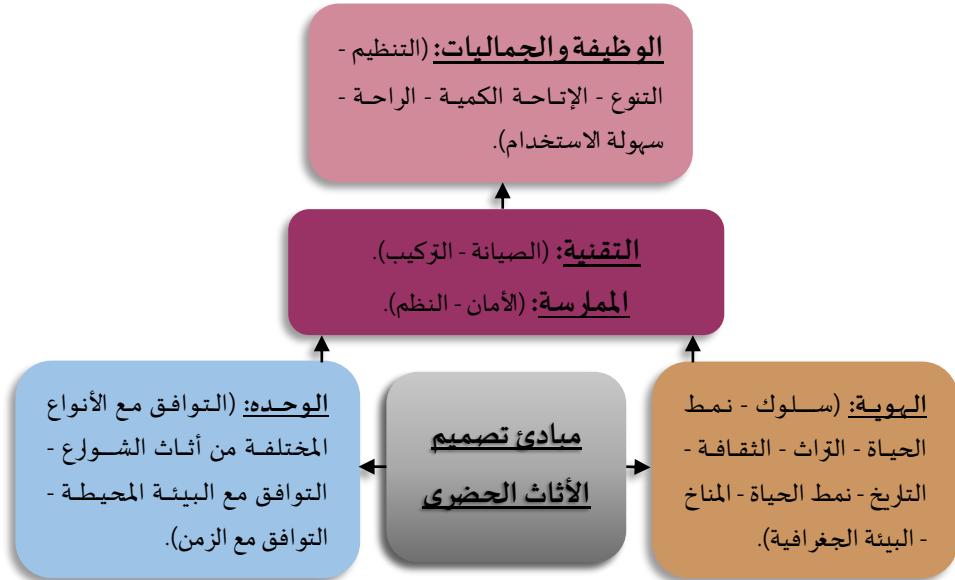 الوظيفة والجماليات: (التنظيم -
التنوع - الإتاحة الكمية - الراحة -
سهولة الاستخدام).
التقنية: (الصيانة - التركيب).
الممارسة: (الأمان - النظم).
الهوية: (سلوك - نمط
الحياة - التراث - الثقافة -
التاريخ - نمط الحياة - المناخ
- البيئة الجغرافية).
مبادئ تصميم
الأثاث الحضرى
الوحده: (التوافق مع الأنواع
المختلفة من أثاث الشوارع -
التوافق مع البيئة المحيطة -
التوافق مع الزمن).